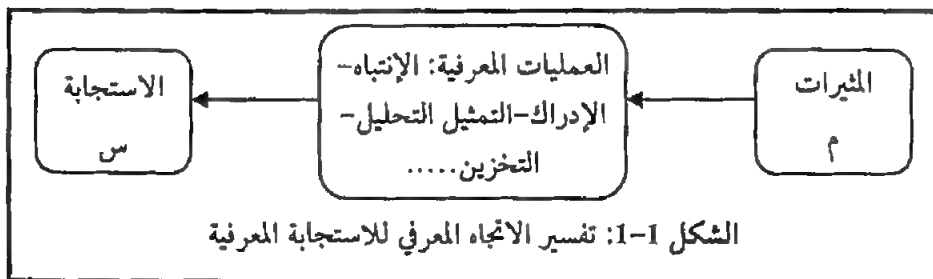 المثيرات
م
العمليات المعرفية: الإنتباه-
الإدراك-التمثيل التحليل-
التخزين.....
الاستجابة
س
الشكل 1-1: تفسير الاتجاه المعرفي للاستجابة المعرفية